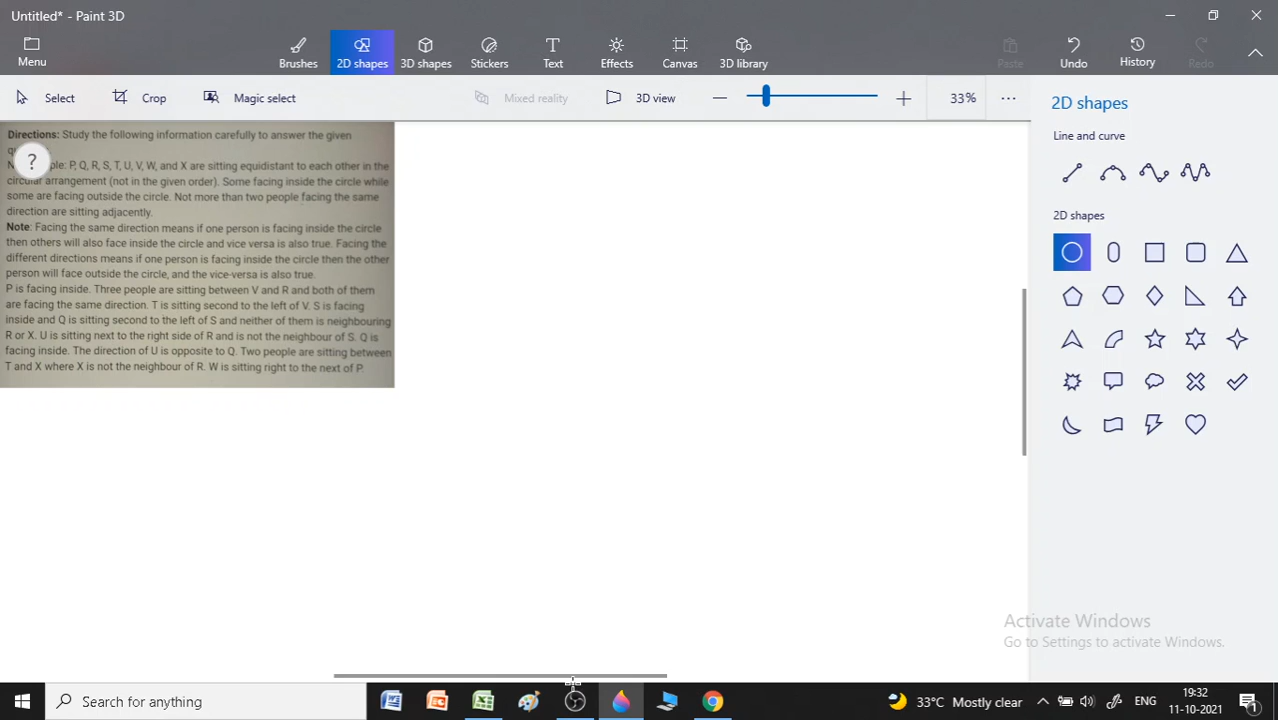 Untitled* - Paint 3D
Menu
Brushes
2D shapes
3D shapes
Stickers
Text
Effects
Canvas
3D library
Paste
Undo
History
Redo
Select
Crop
Magic select
Mixed reality
3D view
33%
2D shapes
Line and curve
2D shapes
Directions: Study the following information carefully to answer the given
?
P, Q, R, S, T, U, V, W, and X are sitting equidistant to each other in the
circular arrangement (not in the given order). Some facing inside the circle while
some are facing outside the circle. Not more than two people facing the same
direction are sitting adjacently.
Note: Facing the same direction means if one person is facing inside the circle
then others will also face inside the circle and vice versa is also true. Facing the
different directions means if one person is facing inside the circle then the other
person will face outside the circle, and the vice-versa is also true.
P is facing inside. Three people are sitting between V and R and both of them
are facing the same direction. T is sitting second to the left of V. S is facing
inside and Q is sitting second to the left of S and neither of them is neighbouring
R or X. U is sitting next to the right side of R and is not the neighbour of S. Q is
facing inside. The direction of U is opposite to Q. Two people are sitting between
T and X where X is not the neighbour of R. W is sitting right to the next of P.
Activate Windows
Go to Settings to activate Windows.
Search for anything
33°C Mostly clear
ENG
19:32
11-10-2021
1